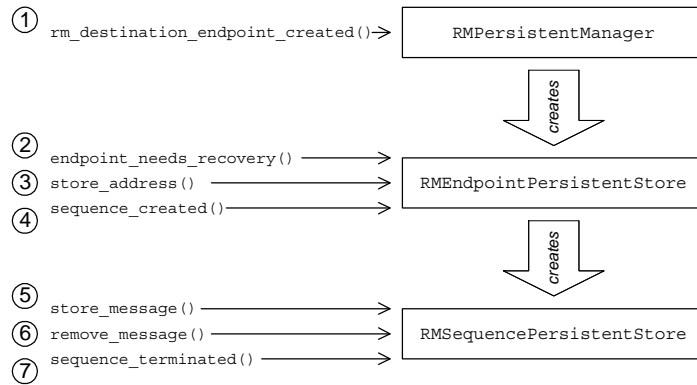 1
rm_destination_endpoint_created()
RMPersistentManager
creates
2
endpoint_needs_recovery()
3
store_address()
RMEndpointPersistentStore
4
sequence_created()
creates
5
store_message()
6
remove_message()
RMSequencePersistentStore
7
sequence_terminated()